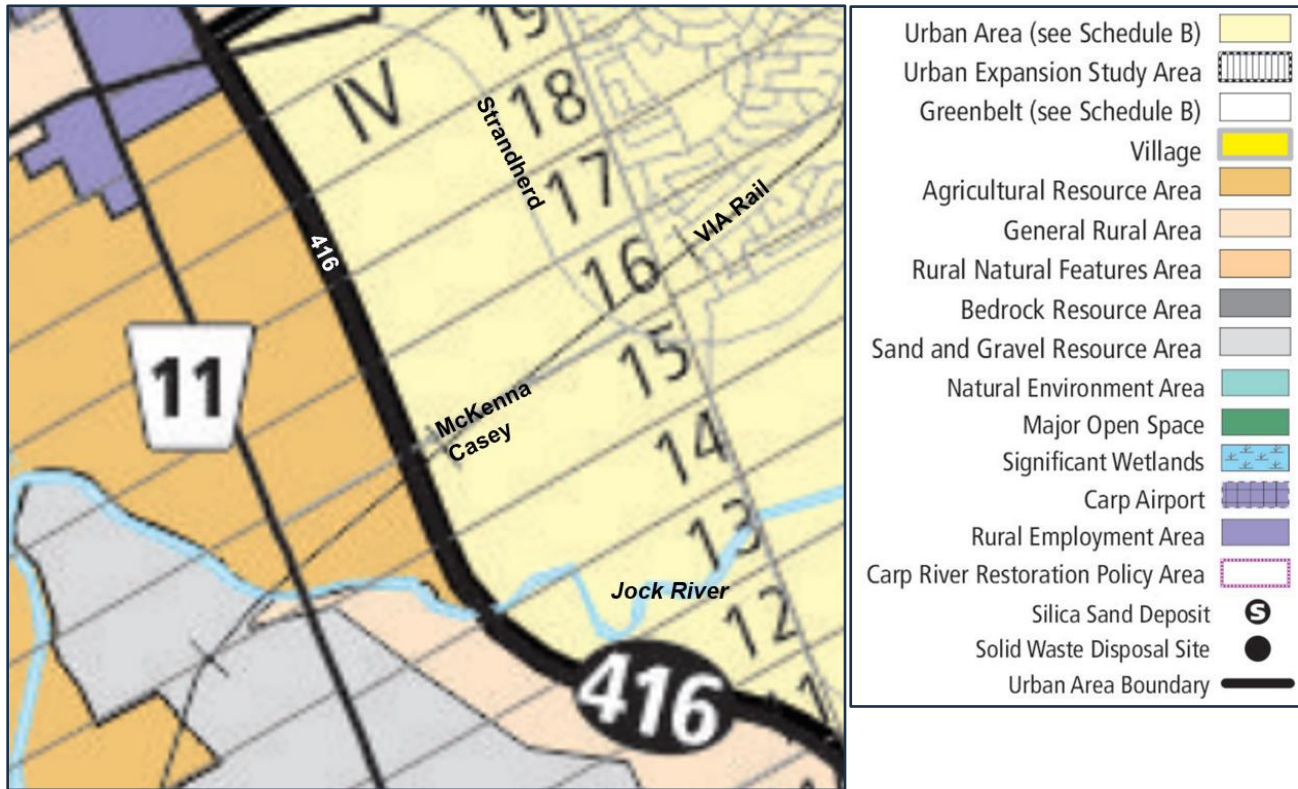 19
IV
18
Strandherd
17
416
16
VIA Rail
15
11
McKenna
Casey
14
13
Jock River
12
416
11
Urban Area (see Schedule B)
Urban Expansion Study Area
Greenbelt (see Schedule B)
Village
Agricultural Resource Area
General Rural Area
Rural Natural Features Area
Bedrock Resource Area
Sand and Gravel Resource Area
Natural Environment Area
Major Open Space
Significant Wetlands
Carp Airport
Rural Employment Area
Carp River Restoration Policy Area
Silica Sand Deposit S
Solid Waste Disposal Site
Urban Area Boundary